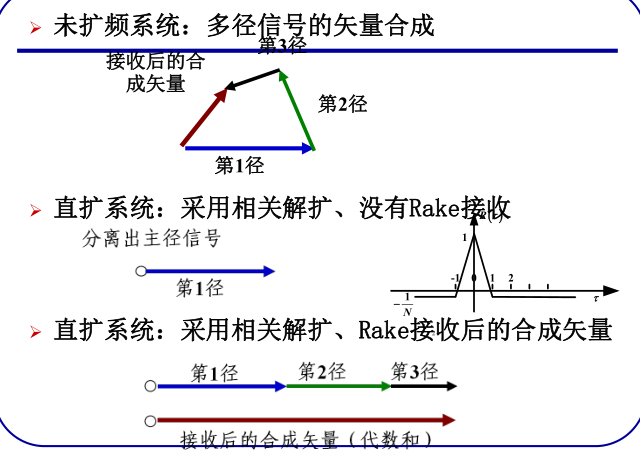 未扩频系统：多径信号的矢量合成
第3径
接收后的合
成矢量
第2径
第1径
直扩系统：采用相关解扩、没有Rake接收
分离出主径信号
第1径
1
-1 0 1 2
τ
-1/N
直扩系统：采用相关解扩、Rake接收后的合成矢量
第1径 第2径 第3径
接收后的合成矢量（代数和）